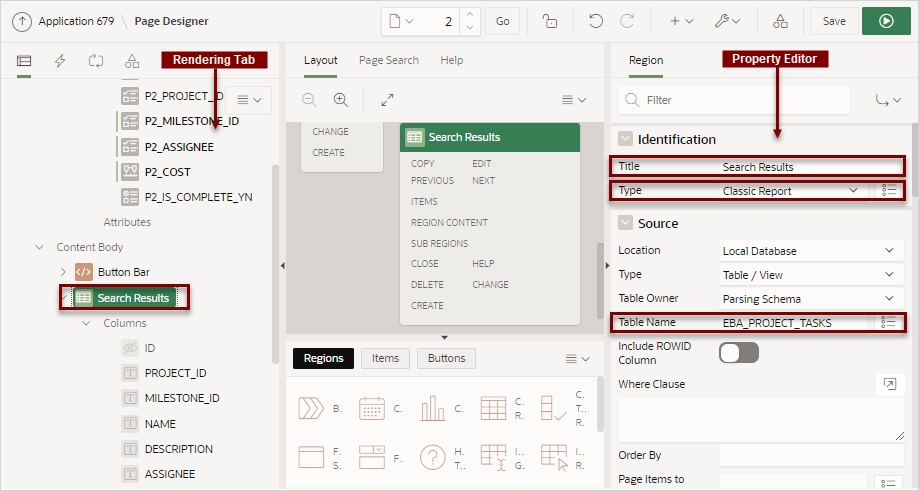 Application 679 Page Designer 2 Go Save
Rendering Tab
P2_PROJECT_ID
P2_MILESTONE_ID
P2_ASSIGNEE
P2_COST
P2_IS_COMPLETE_YN
Attributes
Content Body
Button Bar
Search Results
Columns
ID
PROJECT_ID
MILESTONE_ID
NAME
DESCRIPTION
ASSIGNEE
Layout Page Search Help
CHANGE
CREATE
Search Results
COPY EDIT
PREVIOUS NEXT
ITEMS
REGION CONTENT
SUB REGIONS
CLOSE HELP
DELETE CHANGE
CREATE
Regions Items Buttons
B. C. C. C. C.
R. T..
R.
F. F.. H. I.. I..
S. T.. G. R.
Region
Property Editor
Filter
Identification
Title Search Results
Type Classic Report
Source
Location Local Database
Type Table / View
Table Owner Parsing Schema
Table Name EBA_PROJECT_TASKS
Include ROWID
Column
Where Clause
Order By
Page Items to